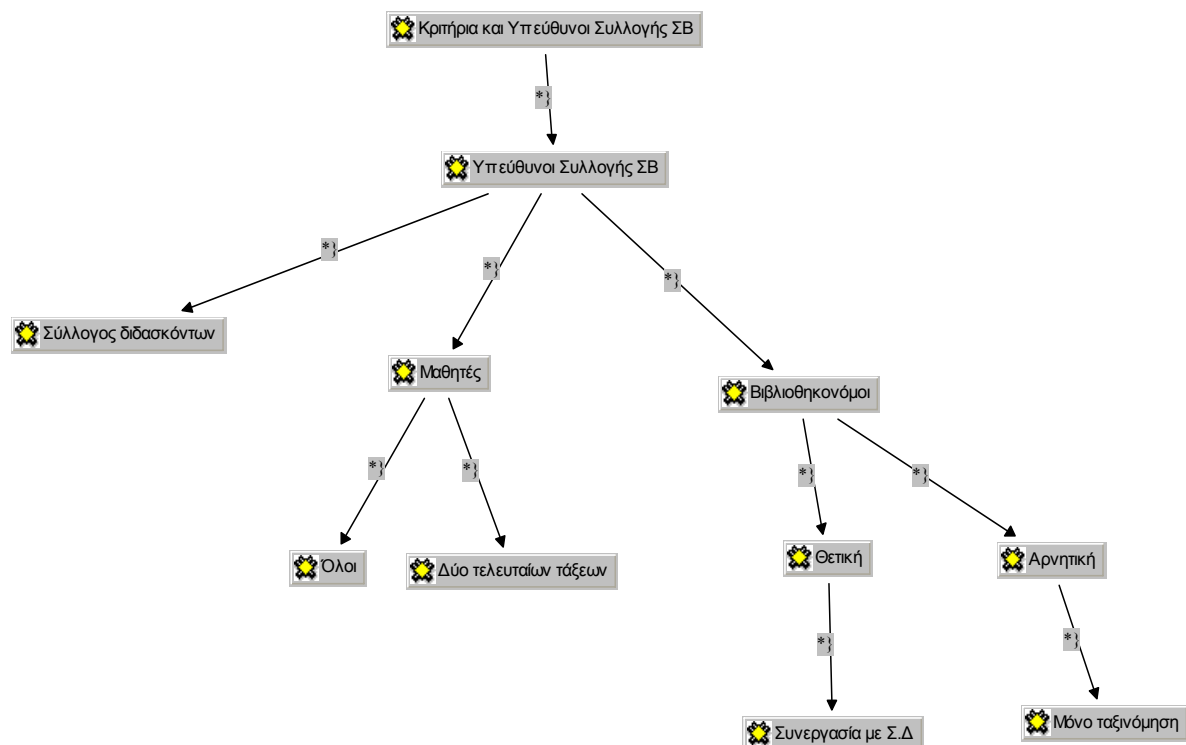 Κριτήρια και Υπεύθυνοι Συλλογής ΣΒ
*}
Υπεύθυνοι Συλλογής ΣΒ
*}
*}
*}
Σύλλογος διδασκόντων
Μαθητές
Βιβλιοθηκονόμοι
*}
*}
*}
*}
Όλοι
Δύο τελευταίων τάξεων
Θετική
Αρνητική
*}
*}
Συνεργασία με Σ.Δ
Μόνο ταξινόμηση